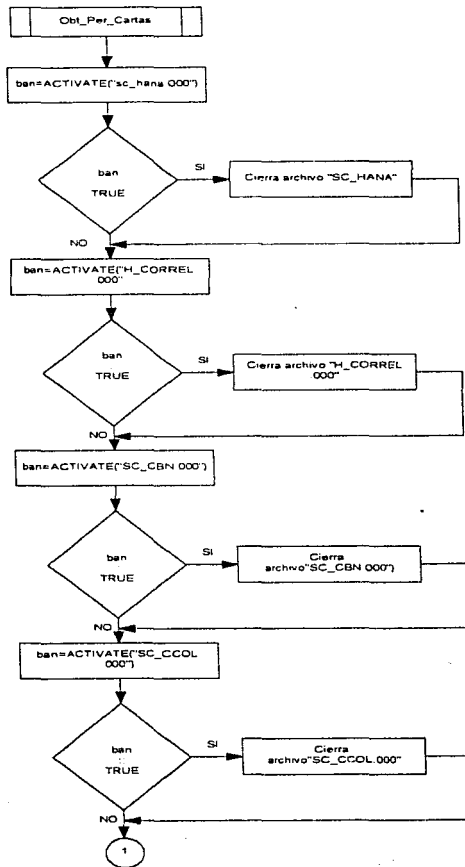 Obt_Per_Cartas
ban=ACTIVATE("sc_hana 000")
ban
TRUE
SI
Cierra archivo "SC_HANA"
NO
ban=ACTIVATE("H_CORREL
000"
ban
TRUE
SI
Cierra archivo "H_CORREL
000"
NO
ban=ACTIVATE("SC_CBN 000")
ban
TRUE
SI
Cierra
archivo"SC_CBN 000")
NO
ban=ACTIVATE("SC_CCOL
000")
ban
TRUE
SI
Cierra
archivo"SC_CCOL.000"
NO
1